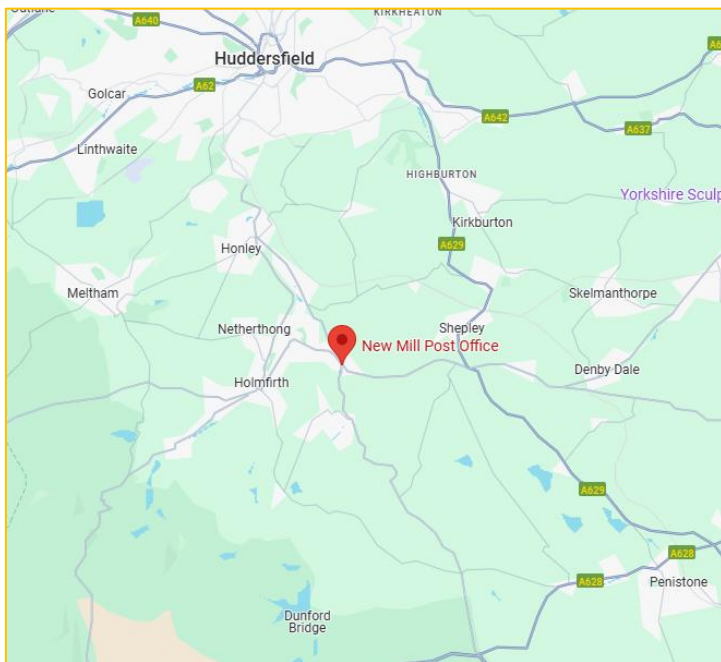 KIRKHEATON
A640
Huddersfield
A62
Golcar
A642
A637
Linthwaite
HIGHBURTON
Yorkshire Sculp
Kirkburton
A629
Honley
Meltham
Skelmanthorpe
Netherthong
Shepley
New Mill Post Office
Denby Dale
Holmfirth
A629
A628
A628
Penistone
Dunford
Bridge